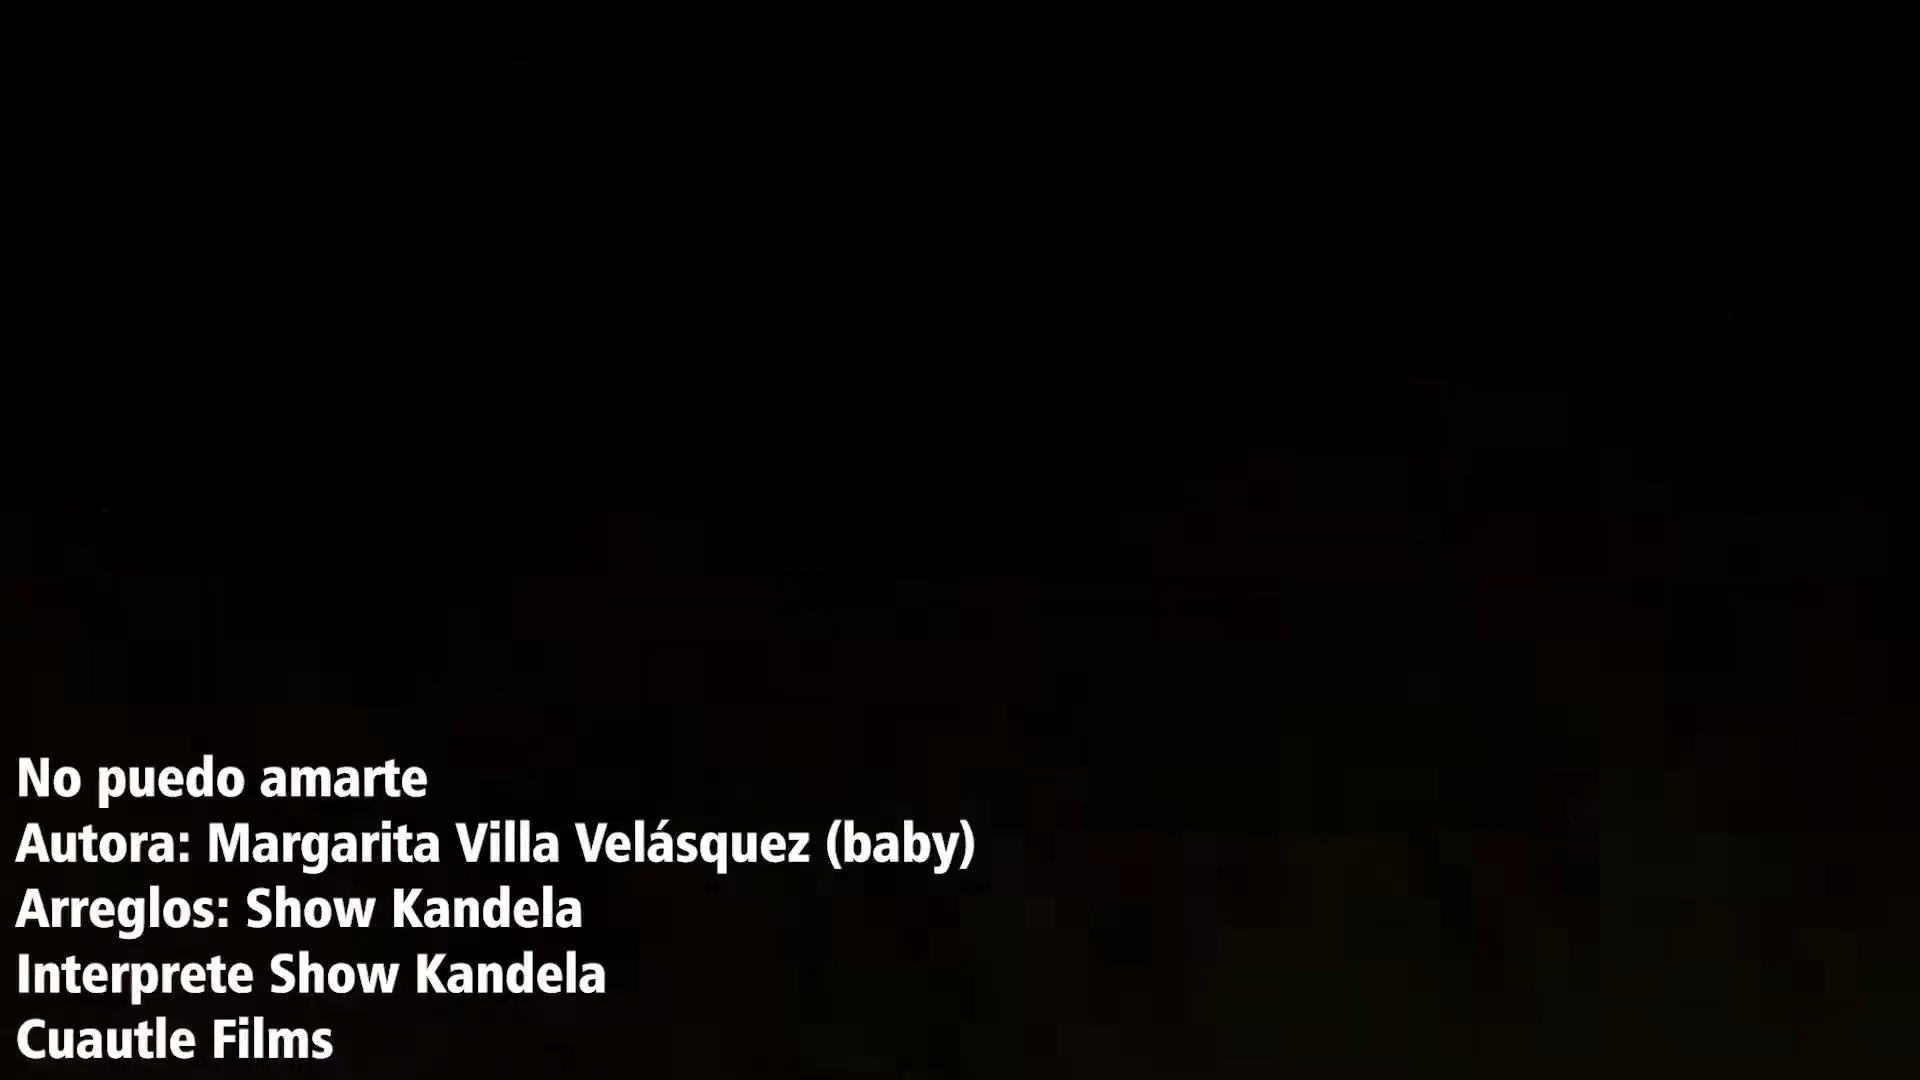 No puedo amarte
Autora: Margarita Villa Velásquez (baby)
Arreglos: Show Kandela
Interprete Show Kandela
Cuautle Films